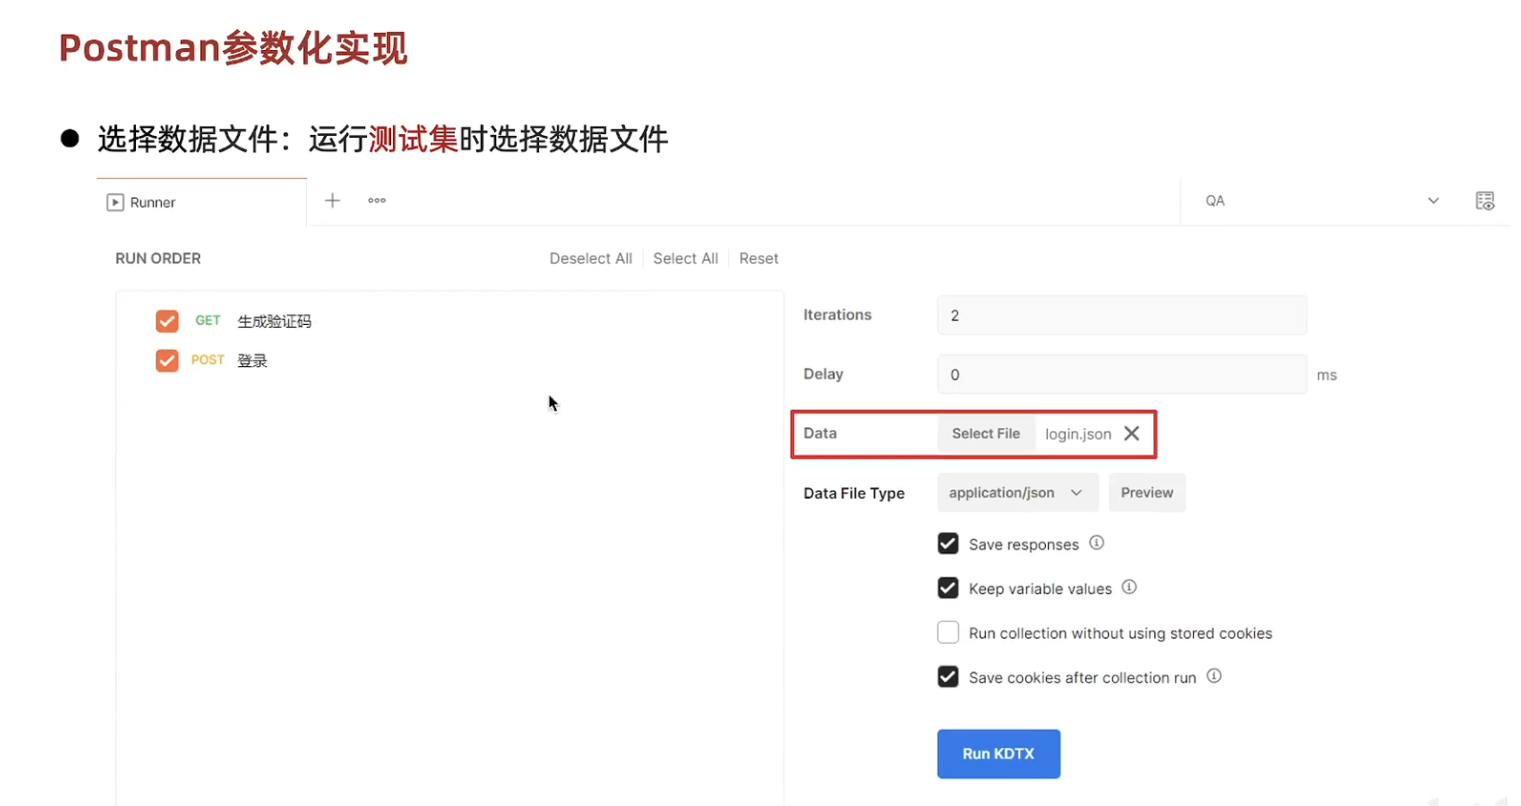 Postman参数化实现
● 选择数据文件：运行测试集时选择数据文件
Runner
QA
RUN ORDER
Deselect All
Select All
Reset
GET 生成验证码
POST 登录
Iterations 2
Delay 0 ms
Data Select File login.json
Data File Type application/json Preview
Save responses
Keep variable values
Run collection without using stored cookies
Save cookies after collection run
Run KDTX